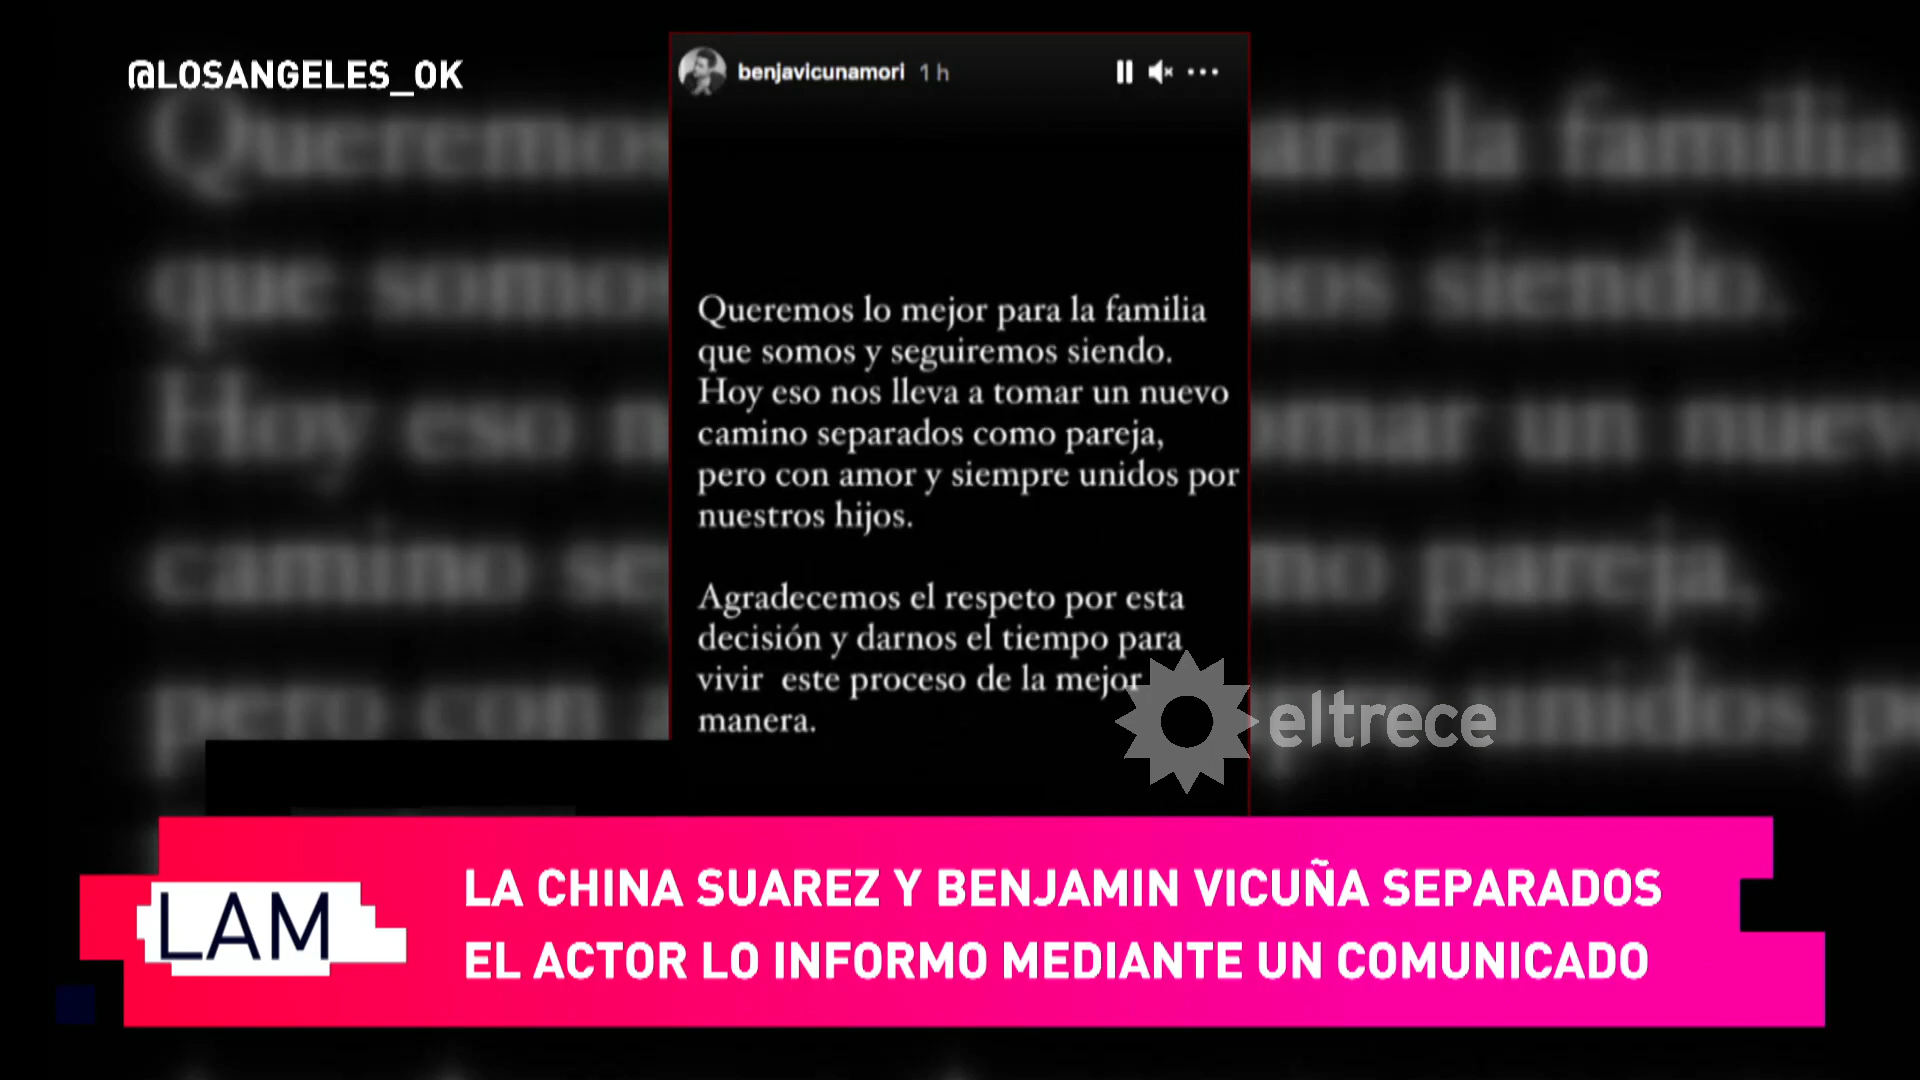 @LOSANGELES_OK
benjavicunamori 1 h
Queremos lo mejor para la familia
que somos y seguiremos siendo.
Hoy eso nos lleva a tomar un nuevo
camino separados como pareja,
pero con amor y siempre unidos por
nuestros hijos.
Agradecemos el respeto por esta
decisión y darnos el tiempo para
vivir  este proceso de la mejor
manera.
eltrece
LAM
LA CHINA SUAREZ Y BENJAMIN VICUÑA SEPARADOS
EL ACTOR LO INFORMO MEDIANTE UN COMUNICADO